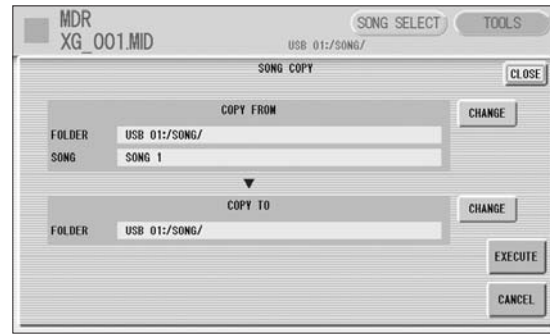 MDR
SONG SELECT
TOOLS
XG_001.MID
USB 01:/SONG/
SONG COPY
CLOSE
COPY FROM
CHANGE
FOLDER USB 01:/SONG/
SONG SONG 1
▼
COPY TO
CHANGE
FOLDER USB 01:/SONG/
EXECUTE
CANCEL